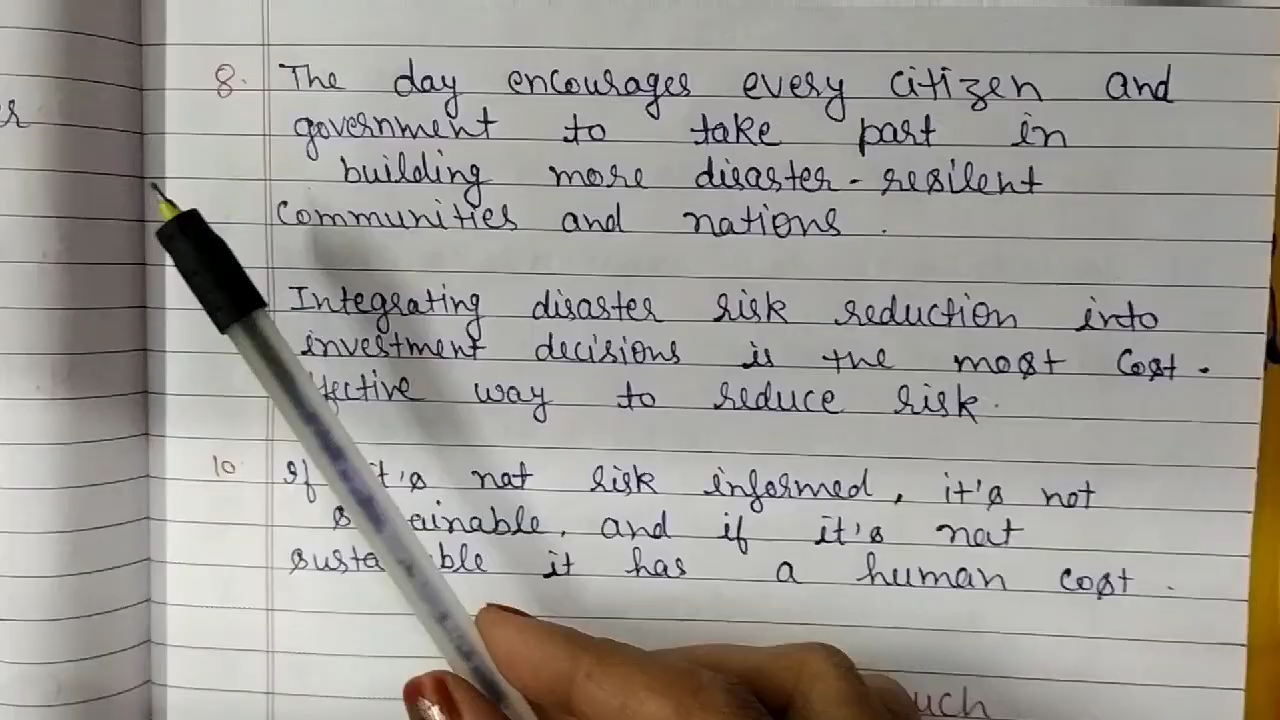 8. The day encourages every citizen and
government to take part in
building more disaster - resilent
communities and nations.
Integrating disaster risk reduction into
investment decisions is the most cost.
ffective way to reduce risk.
10 If it's not risk informed, it's not
s ainable, and if it's not
susta ble it has a human cost.
uch